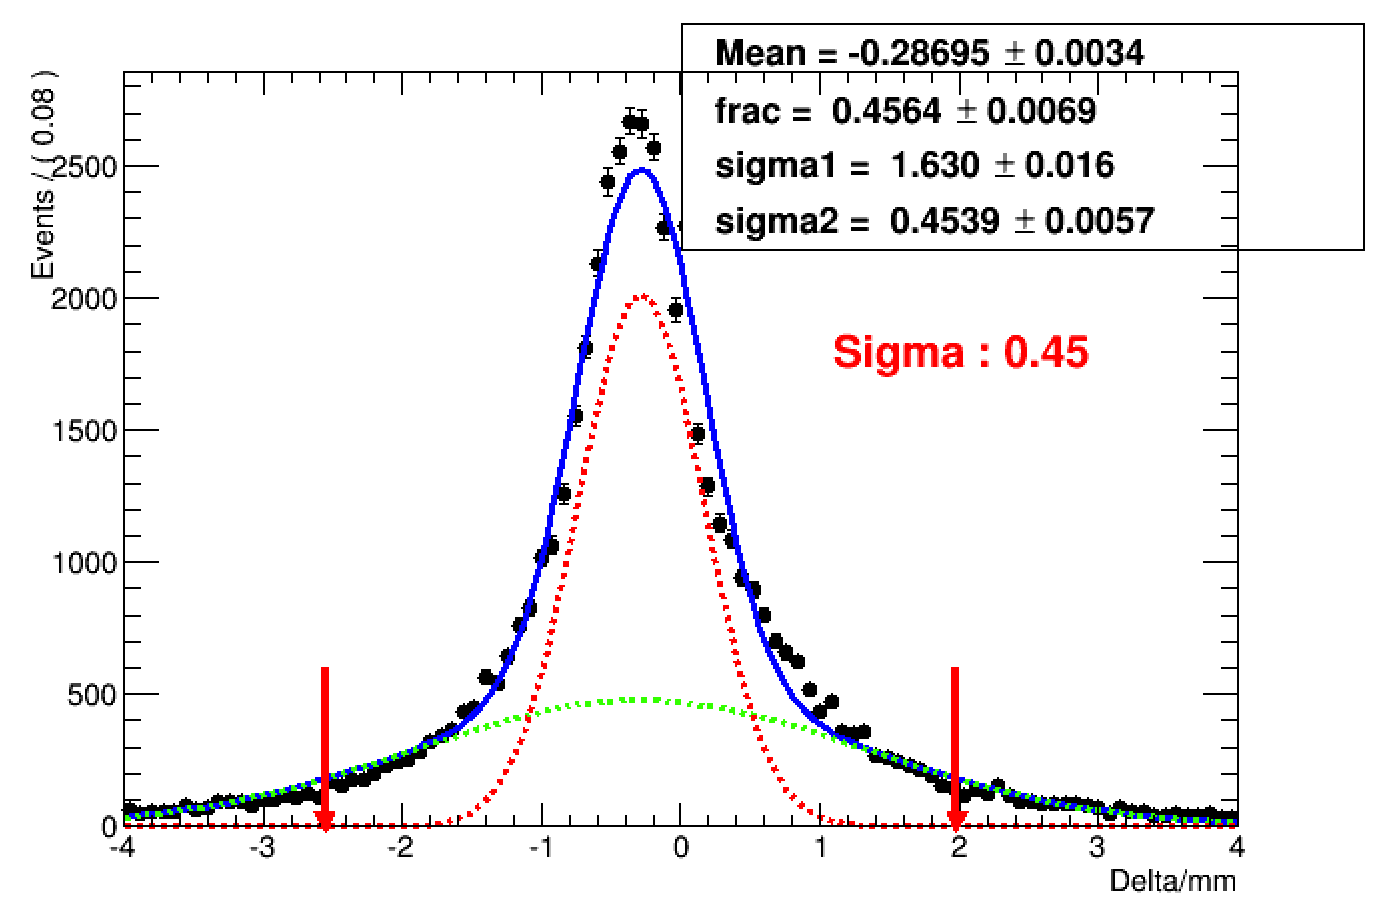 Mean = -0.28695 ± 0.0034
frac = 0.4564 ± 0.0069
sigma1 = 1.630 ± 0.016
sigma2 = 0.4539 ± 0.0057
Events / ( 0.08 )
2500
2000
1500
1000
500
0
Sigma : 0.45
-4 -3 -2 -1 0 1 2 3 4
Delta/mm